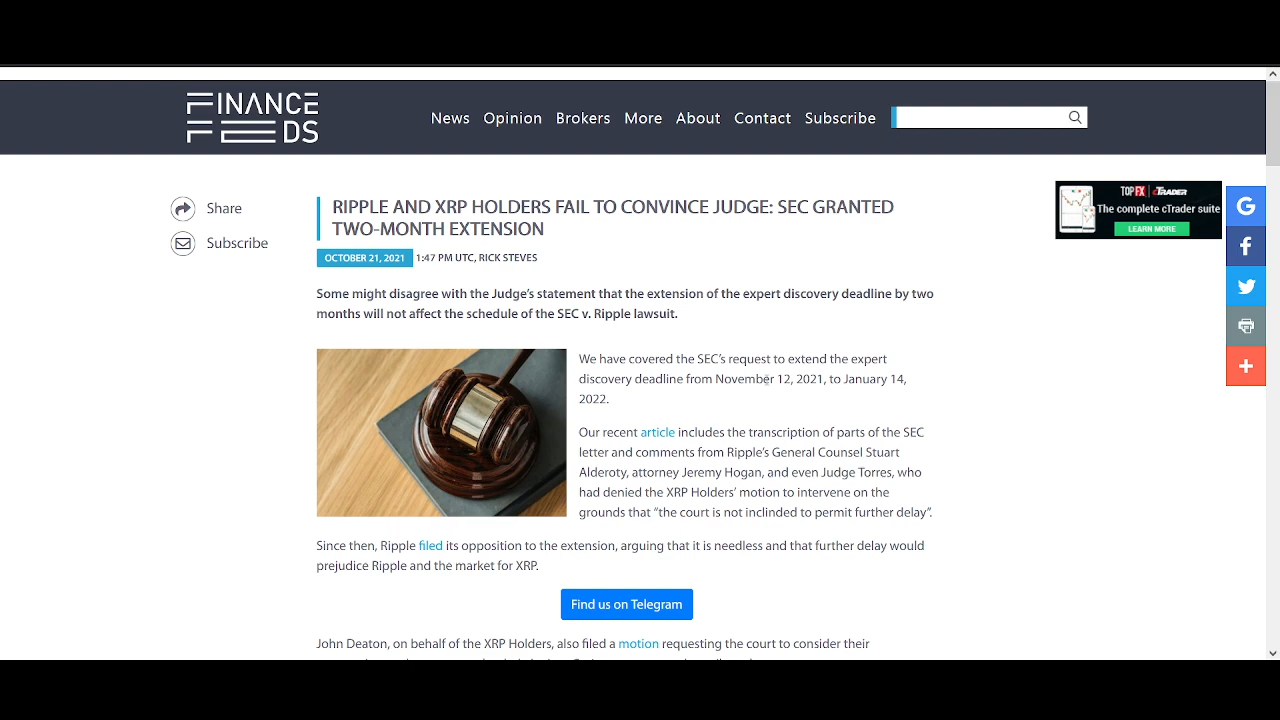 FINANCE
FEEDS
News Opinion Brokers More About Contact Subscribe
Share
Subscribe
RIPPLE AND XRP HOLDERS FAIL TO CONVINCE JUDGE: SEC GRANTED
TWO-MONTH EXTENSION
OCTOBER 21, 2021 1:47 PM UTC, RICK STEVES
Some might disagree with the Judge's statement that the extension of the expert discovery deadline by two
months will not affect the schedule of the SEC v. Ripple lawsuit.
We have covered the SEC's request to extend the expert
discovery deadline from November 12, 2021, to January 14,
2022.
Our recent article includes the transcription of parts of the SEC
letter and comments from Ripple's General Counsel Stuart
Alderoty, attorney Jeremy Hogan, and even Judge Torres, who
had denied the XRP Holders' motion to intervene on the
grounds that "the court is not inclinded to permit further delay".
Since then, Ripple filed its opposition to the extension, arguing that it is needless and that further delay would
prejudice Ripple and the market for XRP.
Find us on Telegram
John Deaton, on behalf of the XRP Holders, also filed a motion requesting the court to consider their
TOPFX cTRADER
The complete cTrader suite
LEARN MORE